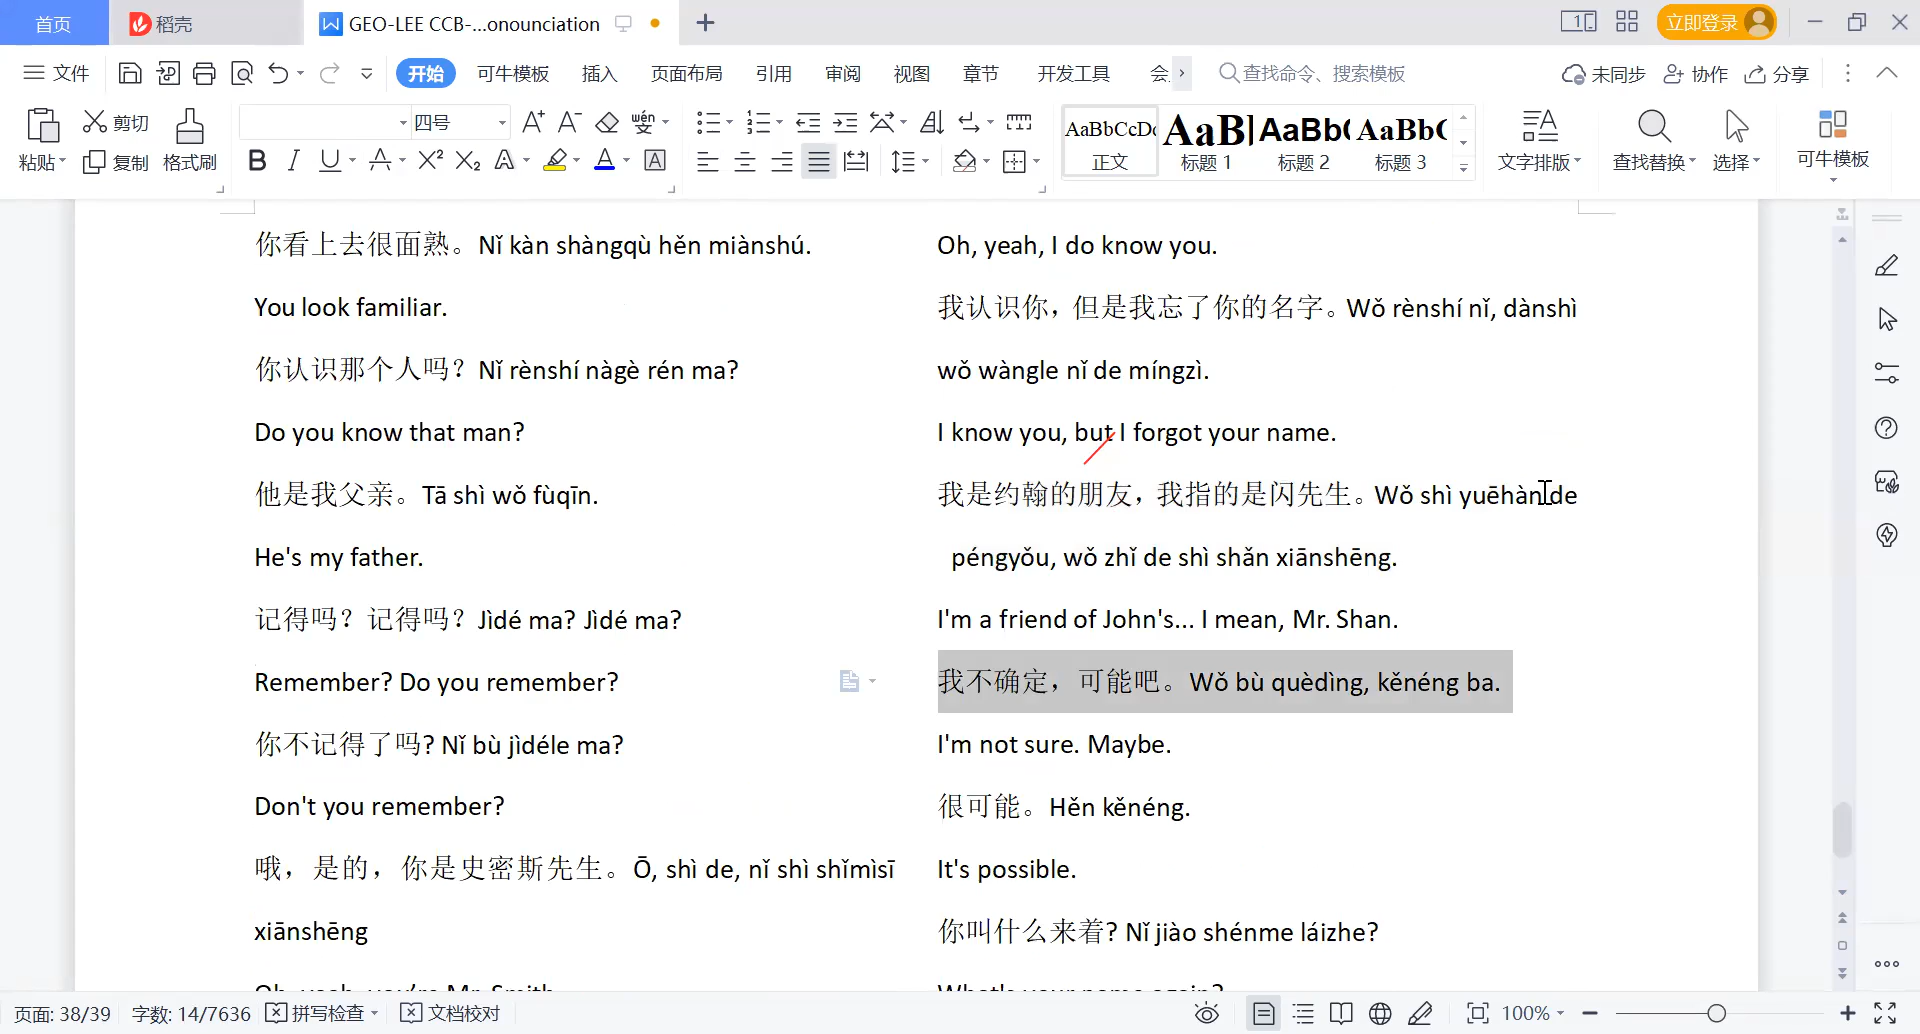 首页
稻壳
GEO-LEE CCB-...onounciation
立即登录
文件
开始
可牛模板
插入
页面布局
引用
审阅
视图
章节
开发工具
会
查找命令、搜索模板
未同步
协作
分享
粘贴
剪切
复制
格式刷
四号
AaBbCcDd
正文
AaBl
标题 1
AaBb(
标题 2
AaBb(
标题 3
文字排版
查找替换
选择
可牛模板
你看上去很面熟。Nǐ kàn shàngqù hěn miànshú.
You look familiar.
你认识那个人吗？Nǐ rènshí nàgè rén ma?
Do you know that man?
他是我父亲。Tā shì wǒ fùqīn.
He's my father.
记得吗？记得吗？Jìdé ma? Jìdé ma?
Remember? Do you remember?
你不记得了吗? Nǐ bù jìdéle ma?
Don't you remember?
哦，是的，你是史密斯先生。Ō, shì de, nǐ shì shǐmìsī
xiānshēng
Oh, yeah, you're Mr. Smith.
Oh, yeah, I do know you.
我认识你，但是我忘了你的名字。Wǒ rènshí nǐ, dànshì
wǒ wàngle nǐ de míngzì.
I know you, but I forgot your name.
我是约翰的朋友，我指的是闪先生。Wǒ shì yuēhàn de
péngyǒu, wǒ zhǐ de shì shǎn xiānshēng.
I'm a friend of John's... I mean, Mr. Shan.
我不确定，可能吧。Wǒ bù quèdìng, kěnéng ba.
I'm not sure. Maybe.
很可能。Hěn kěnéng.
It's possible.
你叫什么来着? Nǐ jiào shénme láizhe?
What's your name again?
页面: 38/39
字数: 14/7636
拼写检查
文档校对
100%